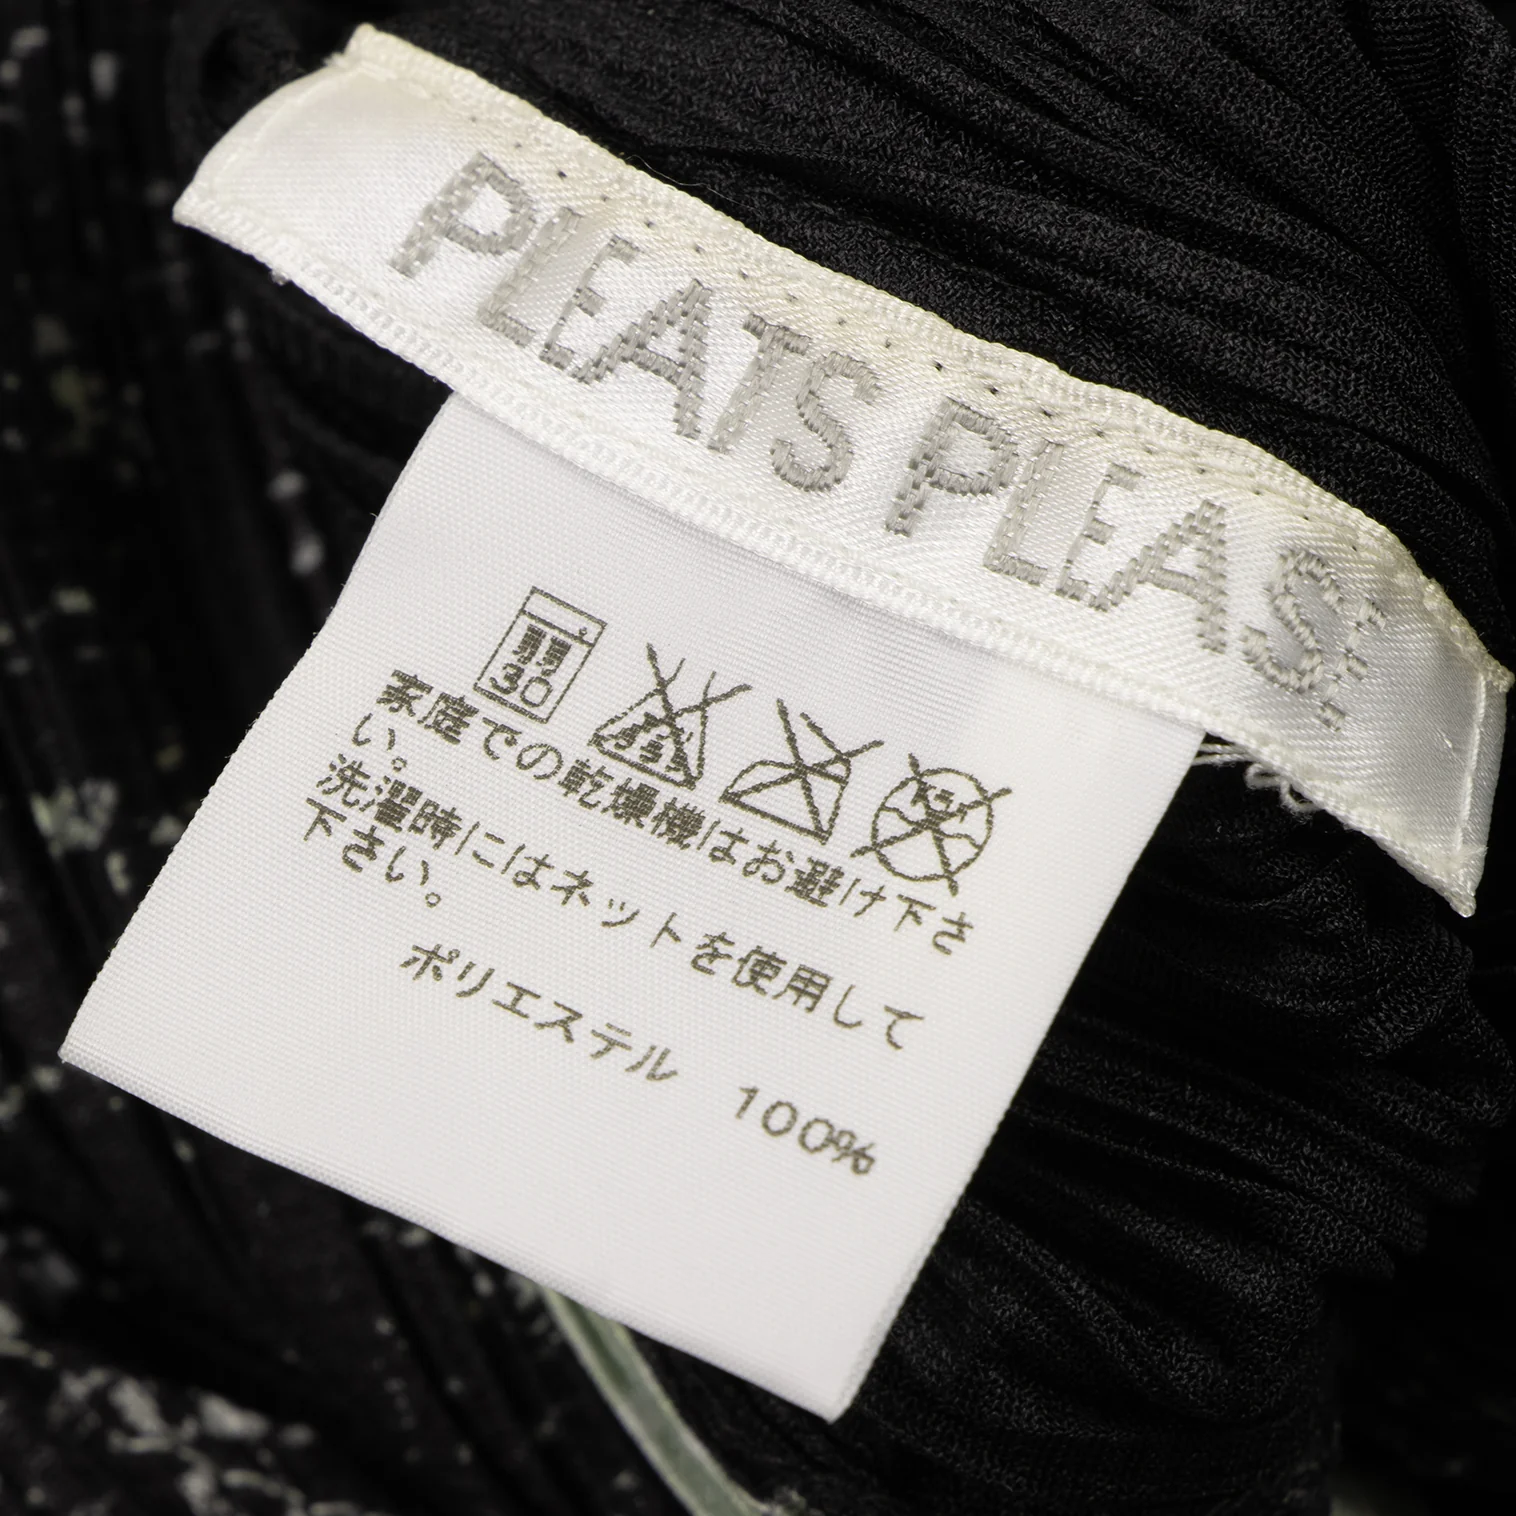 PLEATS PLEASE
弱
30
家庭での乾燥機はお避け下さ
い。
洗濯時にはネットを使用して
下さい。
ポリエステル 100%